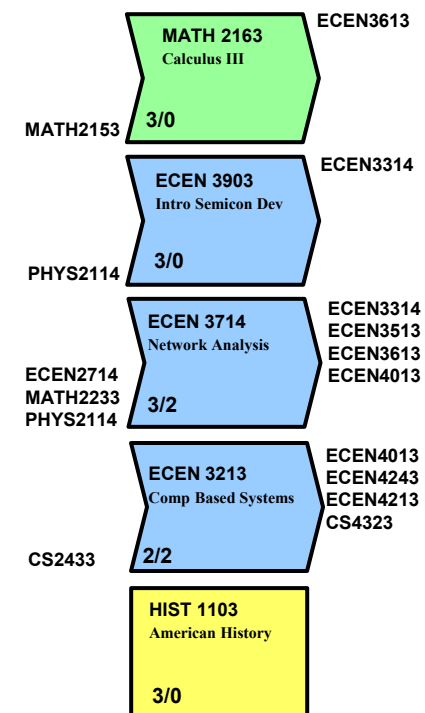 ECEN3613
MATH 2163
Calculus III
3/0
MATH2153
ECEN3314
ECEN 3903
Intro Semicon Dev
3/0
PHYS2114
ECEN3314
ECEN3513
ECEN3613
ECEN4013
ECEN 3714
Network Analysis
ECEN2714
MATH2233
PHYS2114
3/2
ECEN4013
ECEN4243
ECEN4213
CS4323
ECEN 3213
Comp Based Systems
CS2433
2/2
HIST 1103
American History
3/0